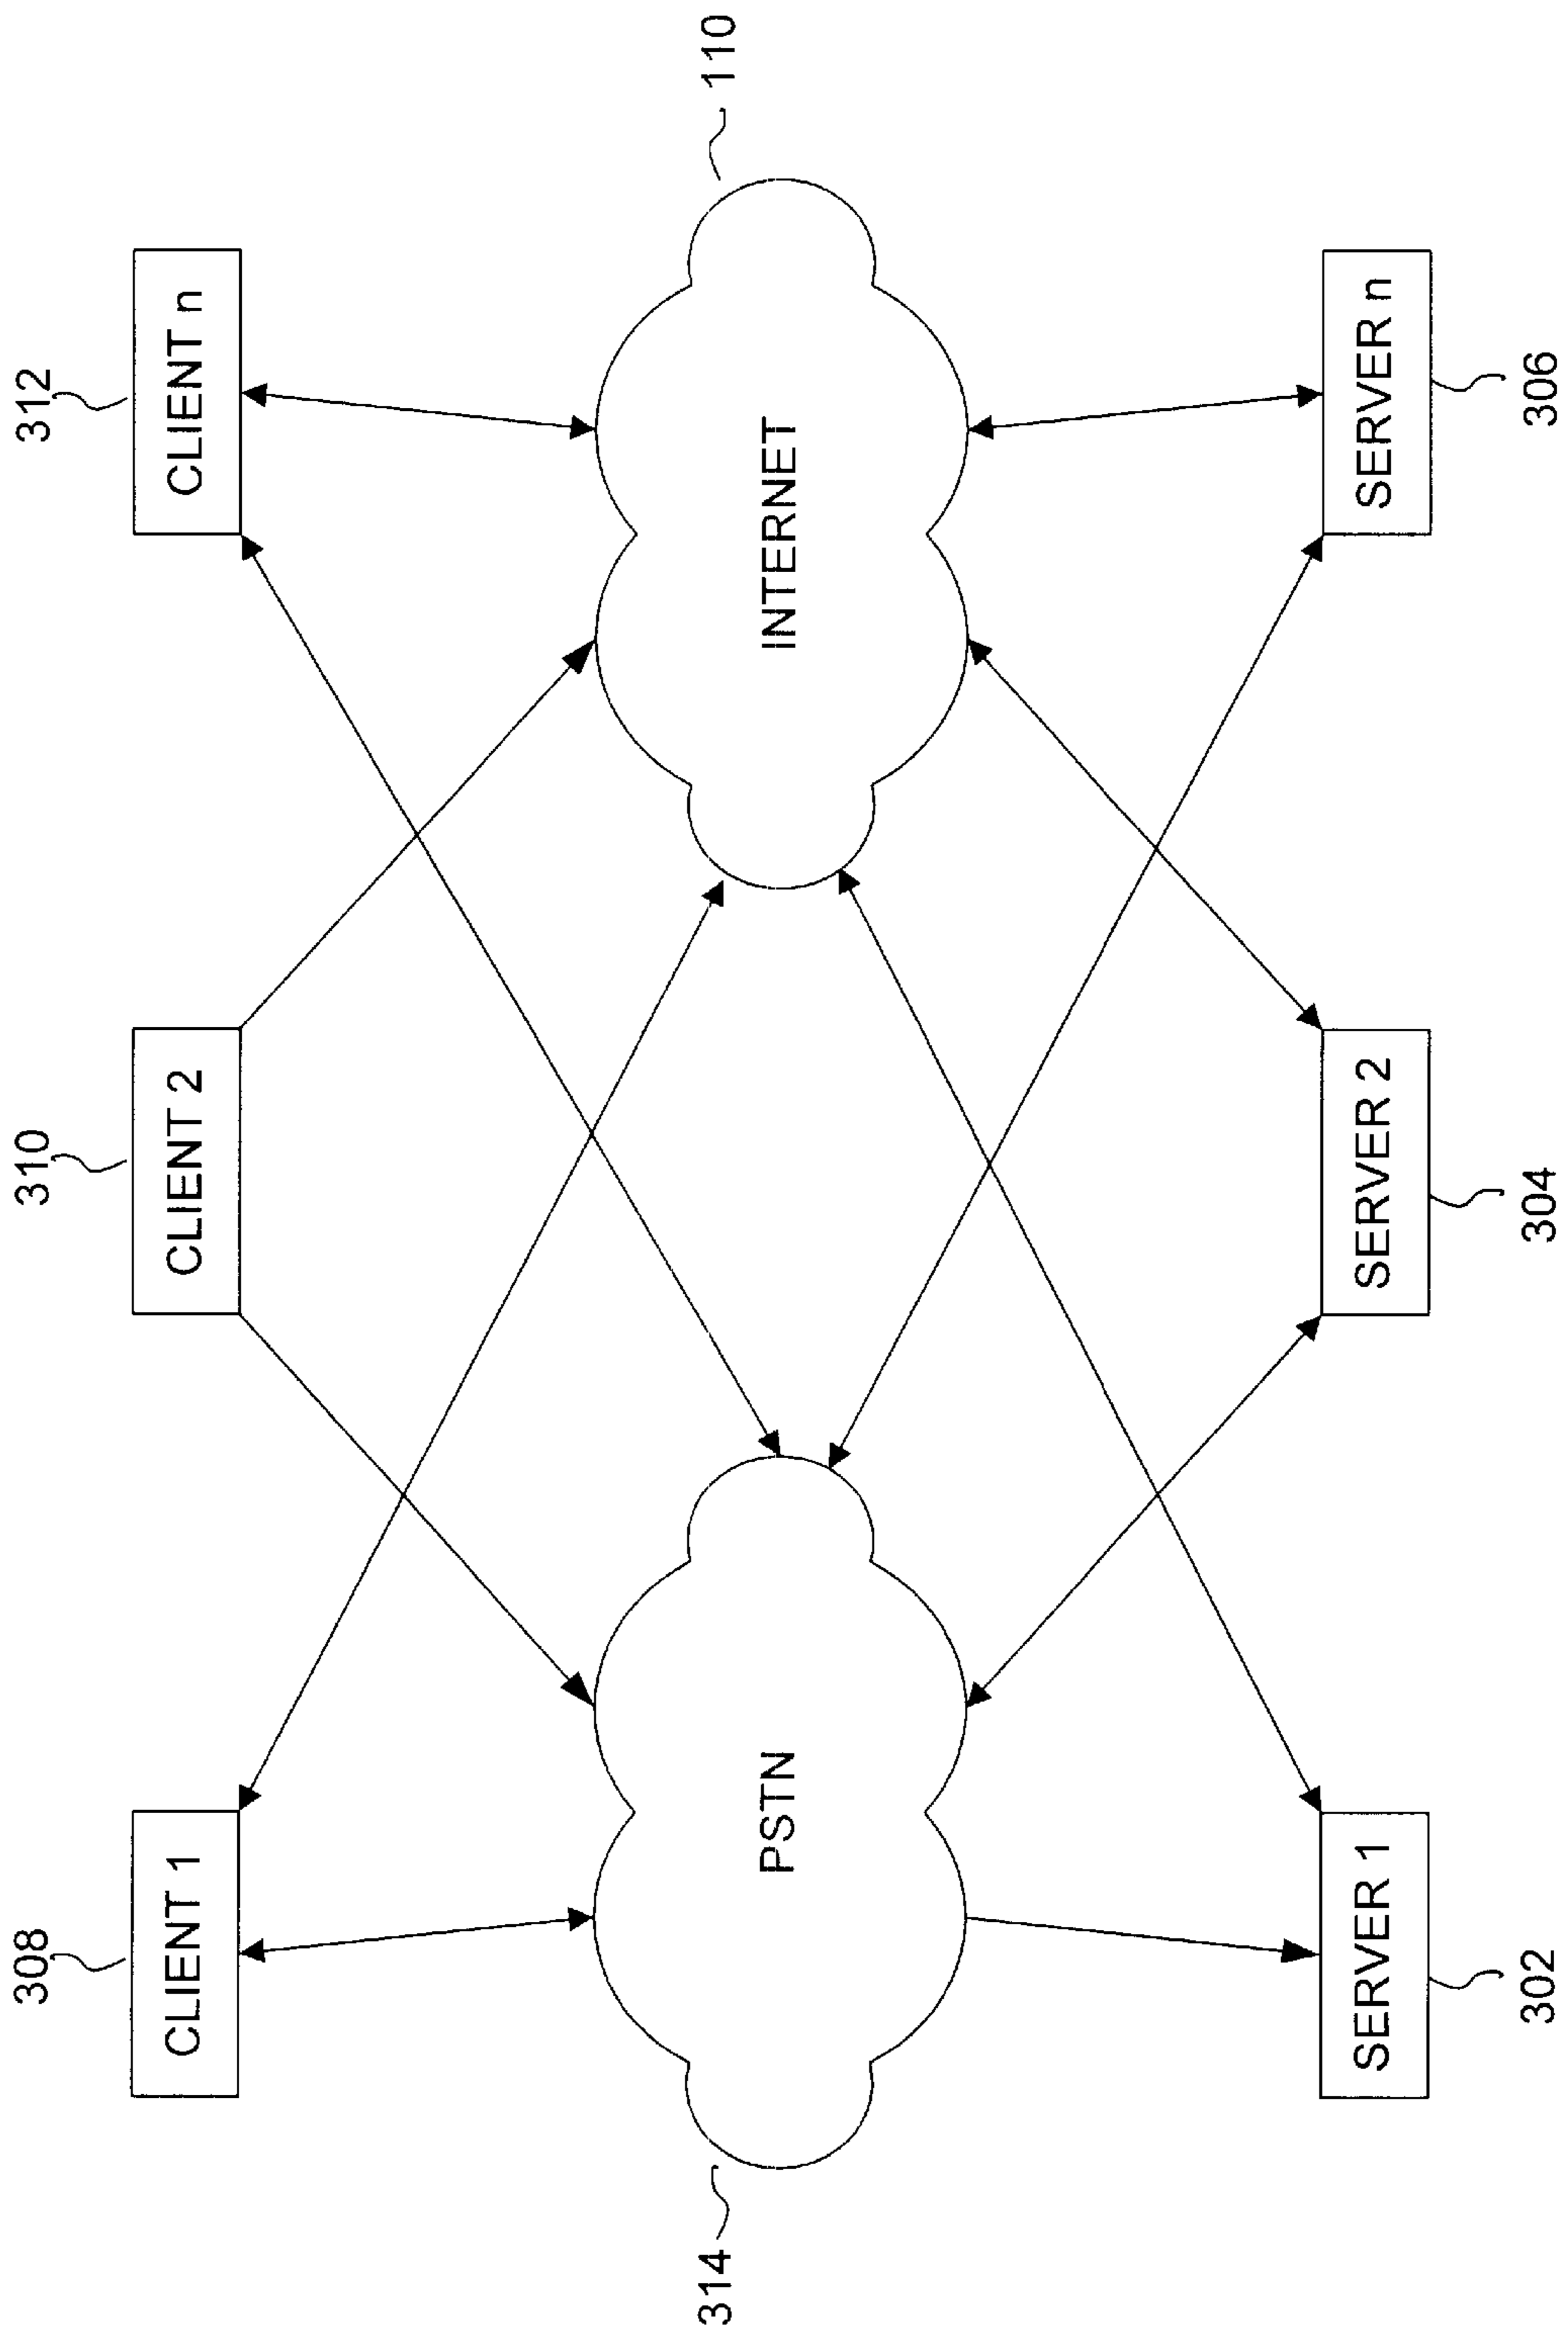 308
310
312
CLIENT 1
CLIENT 2
CLIENT n
314
PSTN
INTERNET
110
SERVER 1
SERVER 2
SERVER n
302
304
306